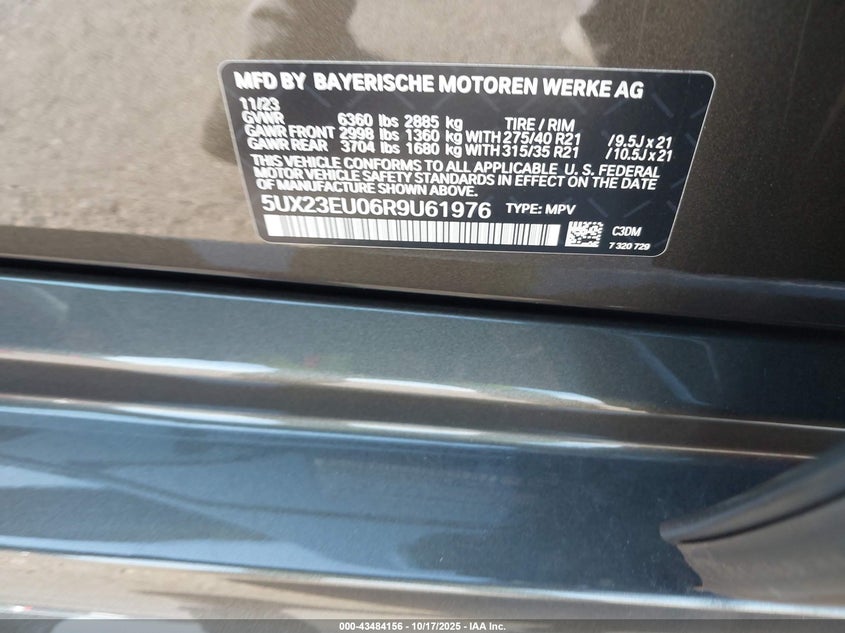 MFD BY BAYERISCHE MOTOREN WERKE AG
11/23
GVWR 6360 lbs 2885 kg TIRE / RIM
GAWR FRONT 2998 lbs 1360 kg WITH 275/40 R21 / 9.5J x 21
GAWR REAR 3704 lbs 1680 kg WITH 315/35 R21 / 10.5J x 21
THIS VEHICLE CONFORMS TO ALL APPLICABLE U. S. FEDERAL
MOTOR VEHICLE SAFETY STANDARDS IN EFFECT ON THE DATE
OF MANUFACTURE SHOWN ABOVE.
5UX23EU06R9U61976 TYPE: MPV
C3DM
7 320 729
000-43484156 - 10/17/2025 - IAA Inc.